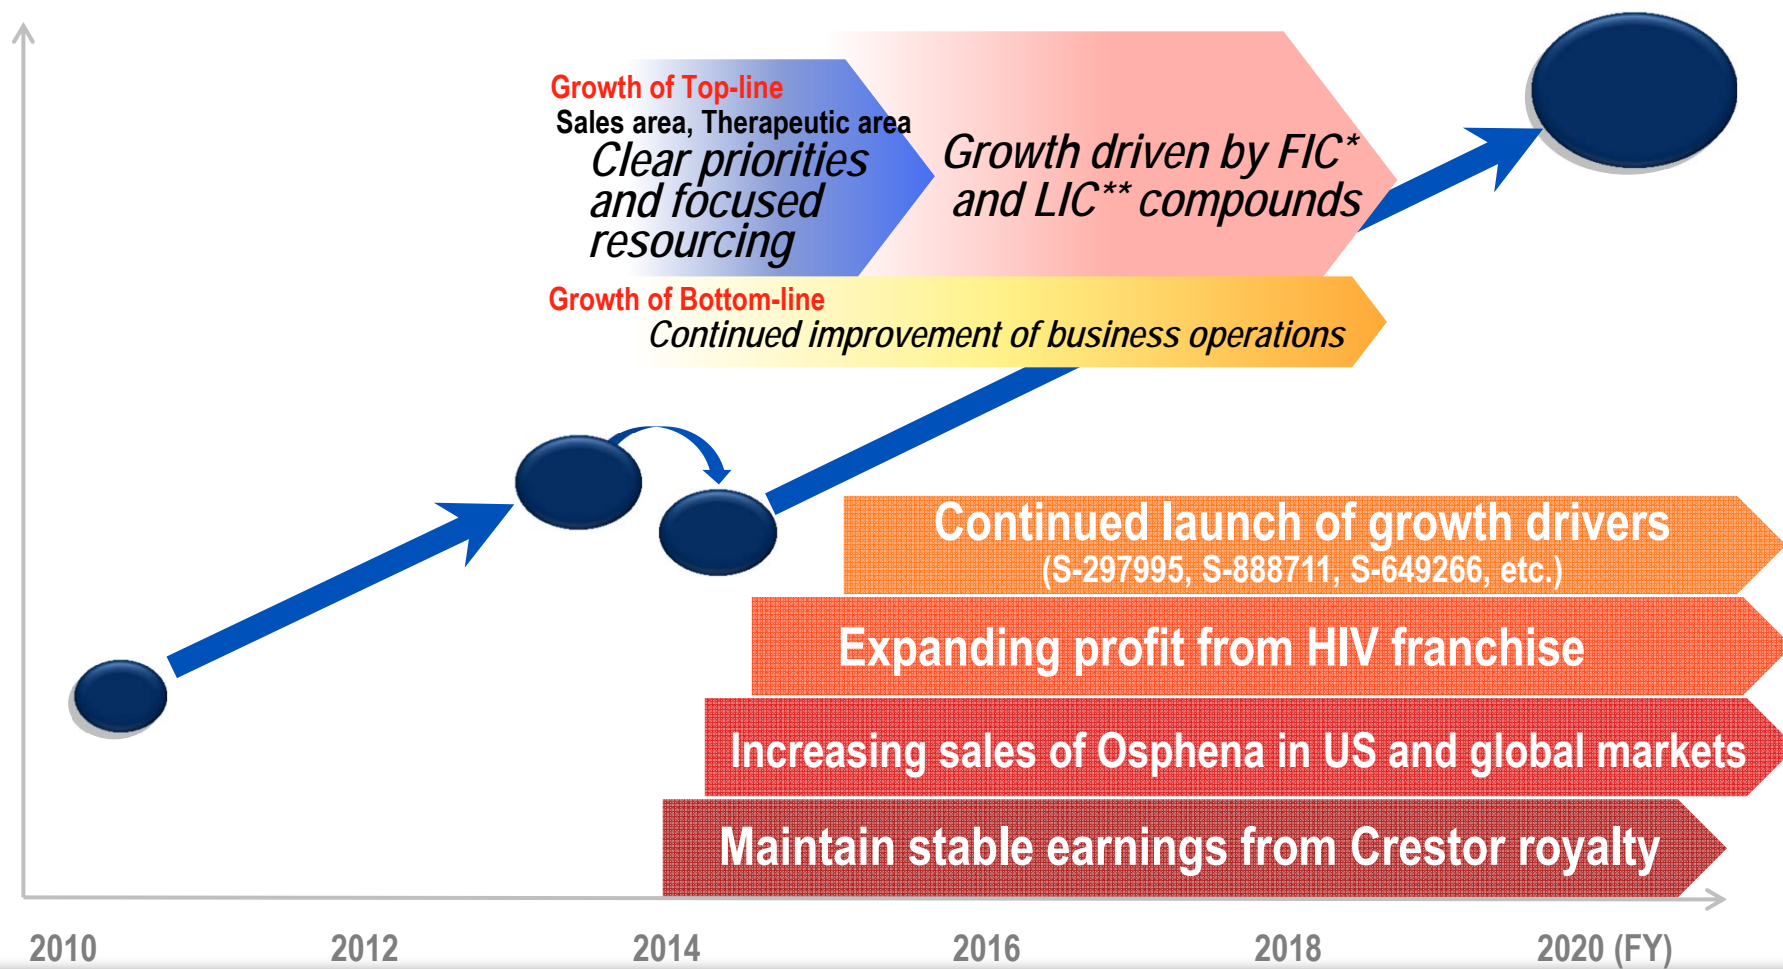 Growth of Top-line
Sales area, Therapeutic area
Clear priorities
and focused
resourcing
Growth driven by FIC*
and LIC** compounds
Growth of Bottom-line
Continued improvement of business operations
Continued launch of growth drivers
(S-297995, S-888711, S-649266, etc.)
Expanding profit from HIV franchise
Increasing sales of Osphena in US and global markets
Maintain stable earnings from Crestor royalty
2010 2012 2014 2016 2018 2020 (FY)